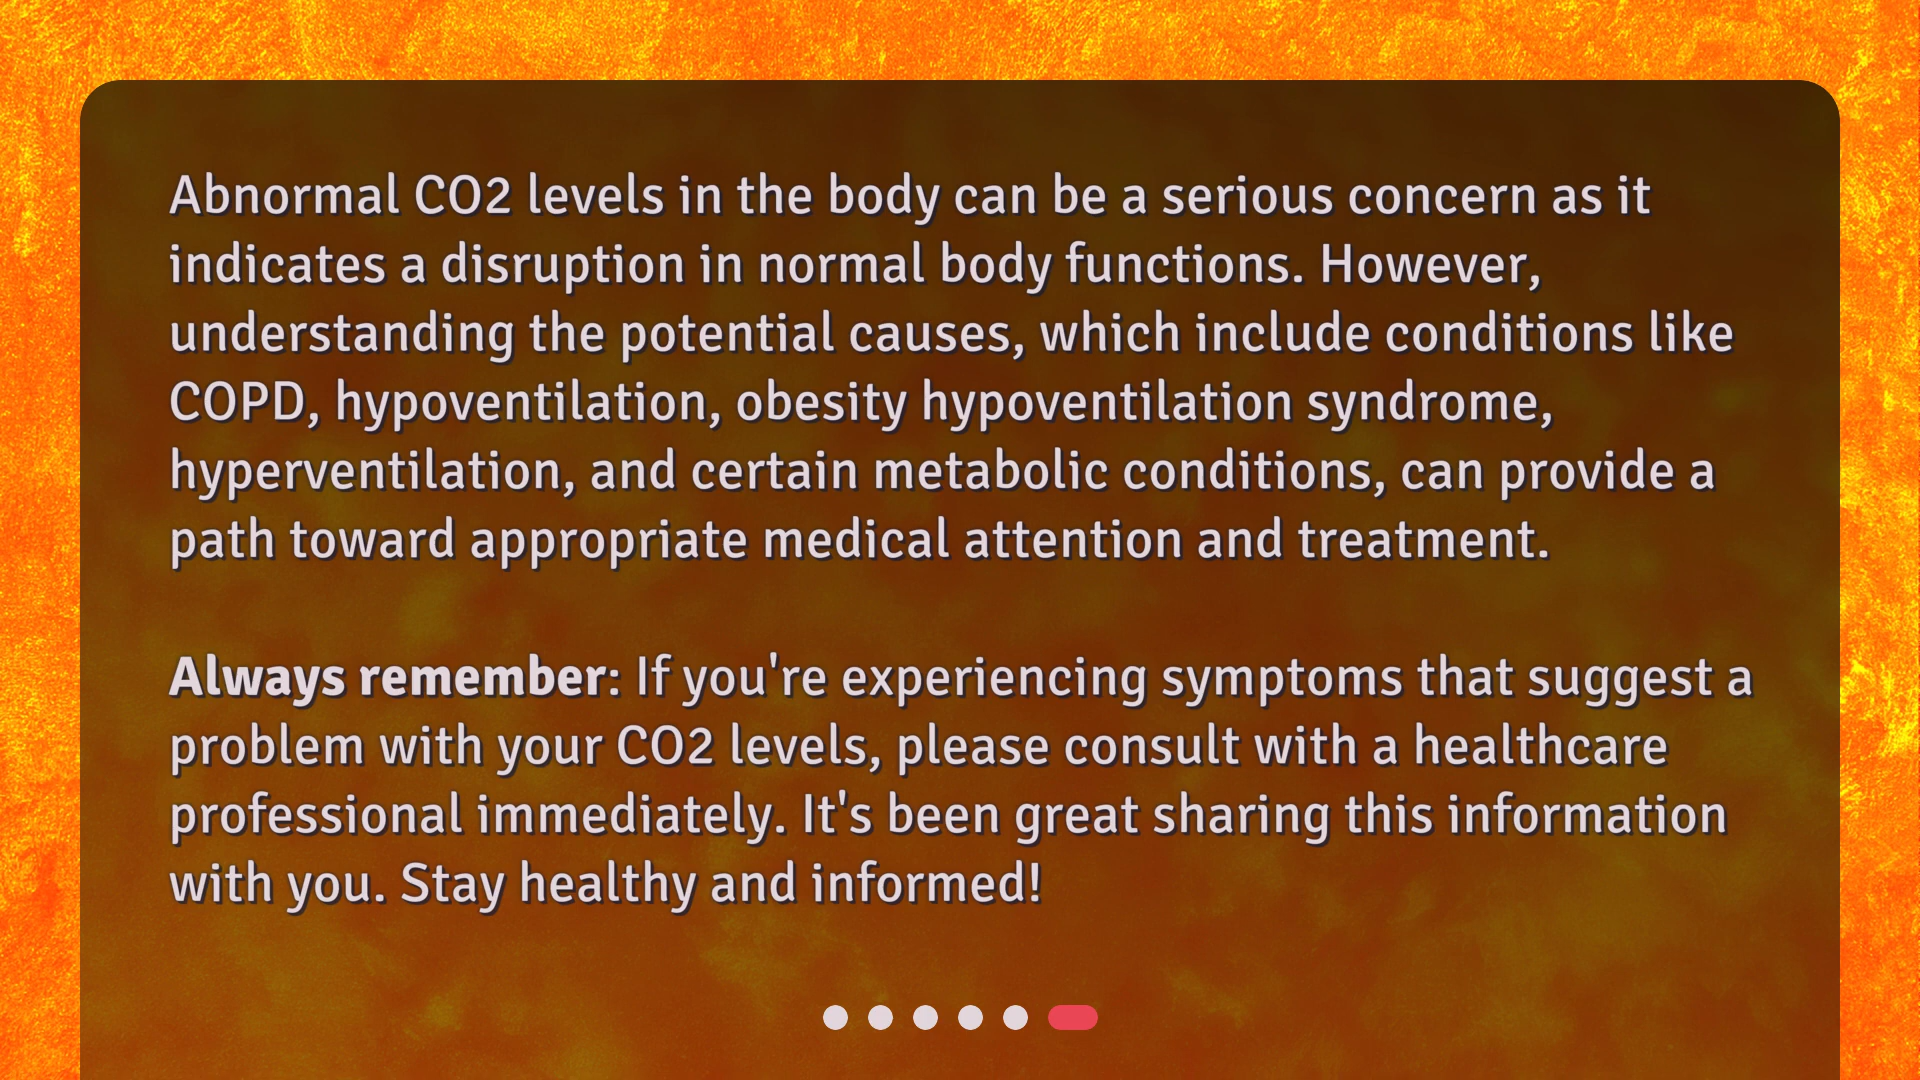 Abnormal CO2 levels in the body can be a serious concern as it
indicates a disruption in normal body functions. However,
understanding the potential causes, which include conditions like
COPD, hypoventilation, obesity hypoventilation syndrome,
hyperventilation, and certain metabolic conditions, can provide a
path toward appropriate medical attention and treatment.
Always remember: If you're experiencing symptoms that suggest a
problem with your CO2 levels, please consult with a healthcare
professional immediately. It's been great sharing this information
with you. Stay healthy and informed!